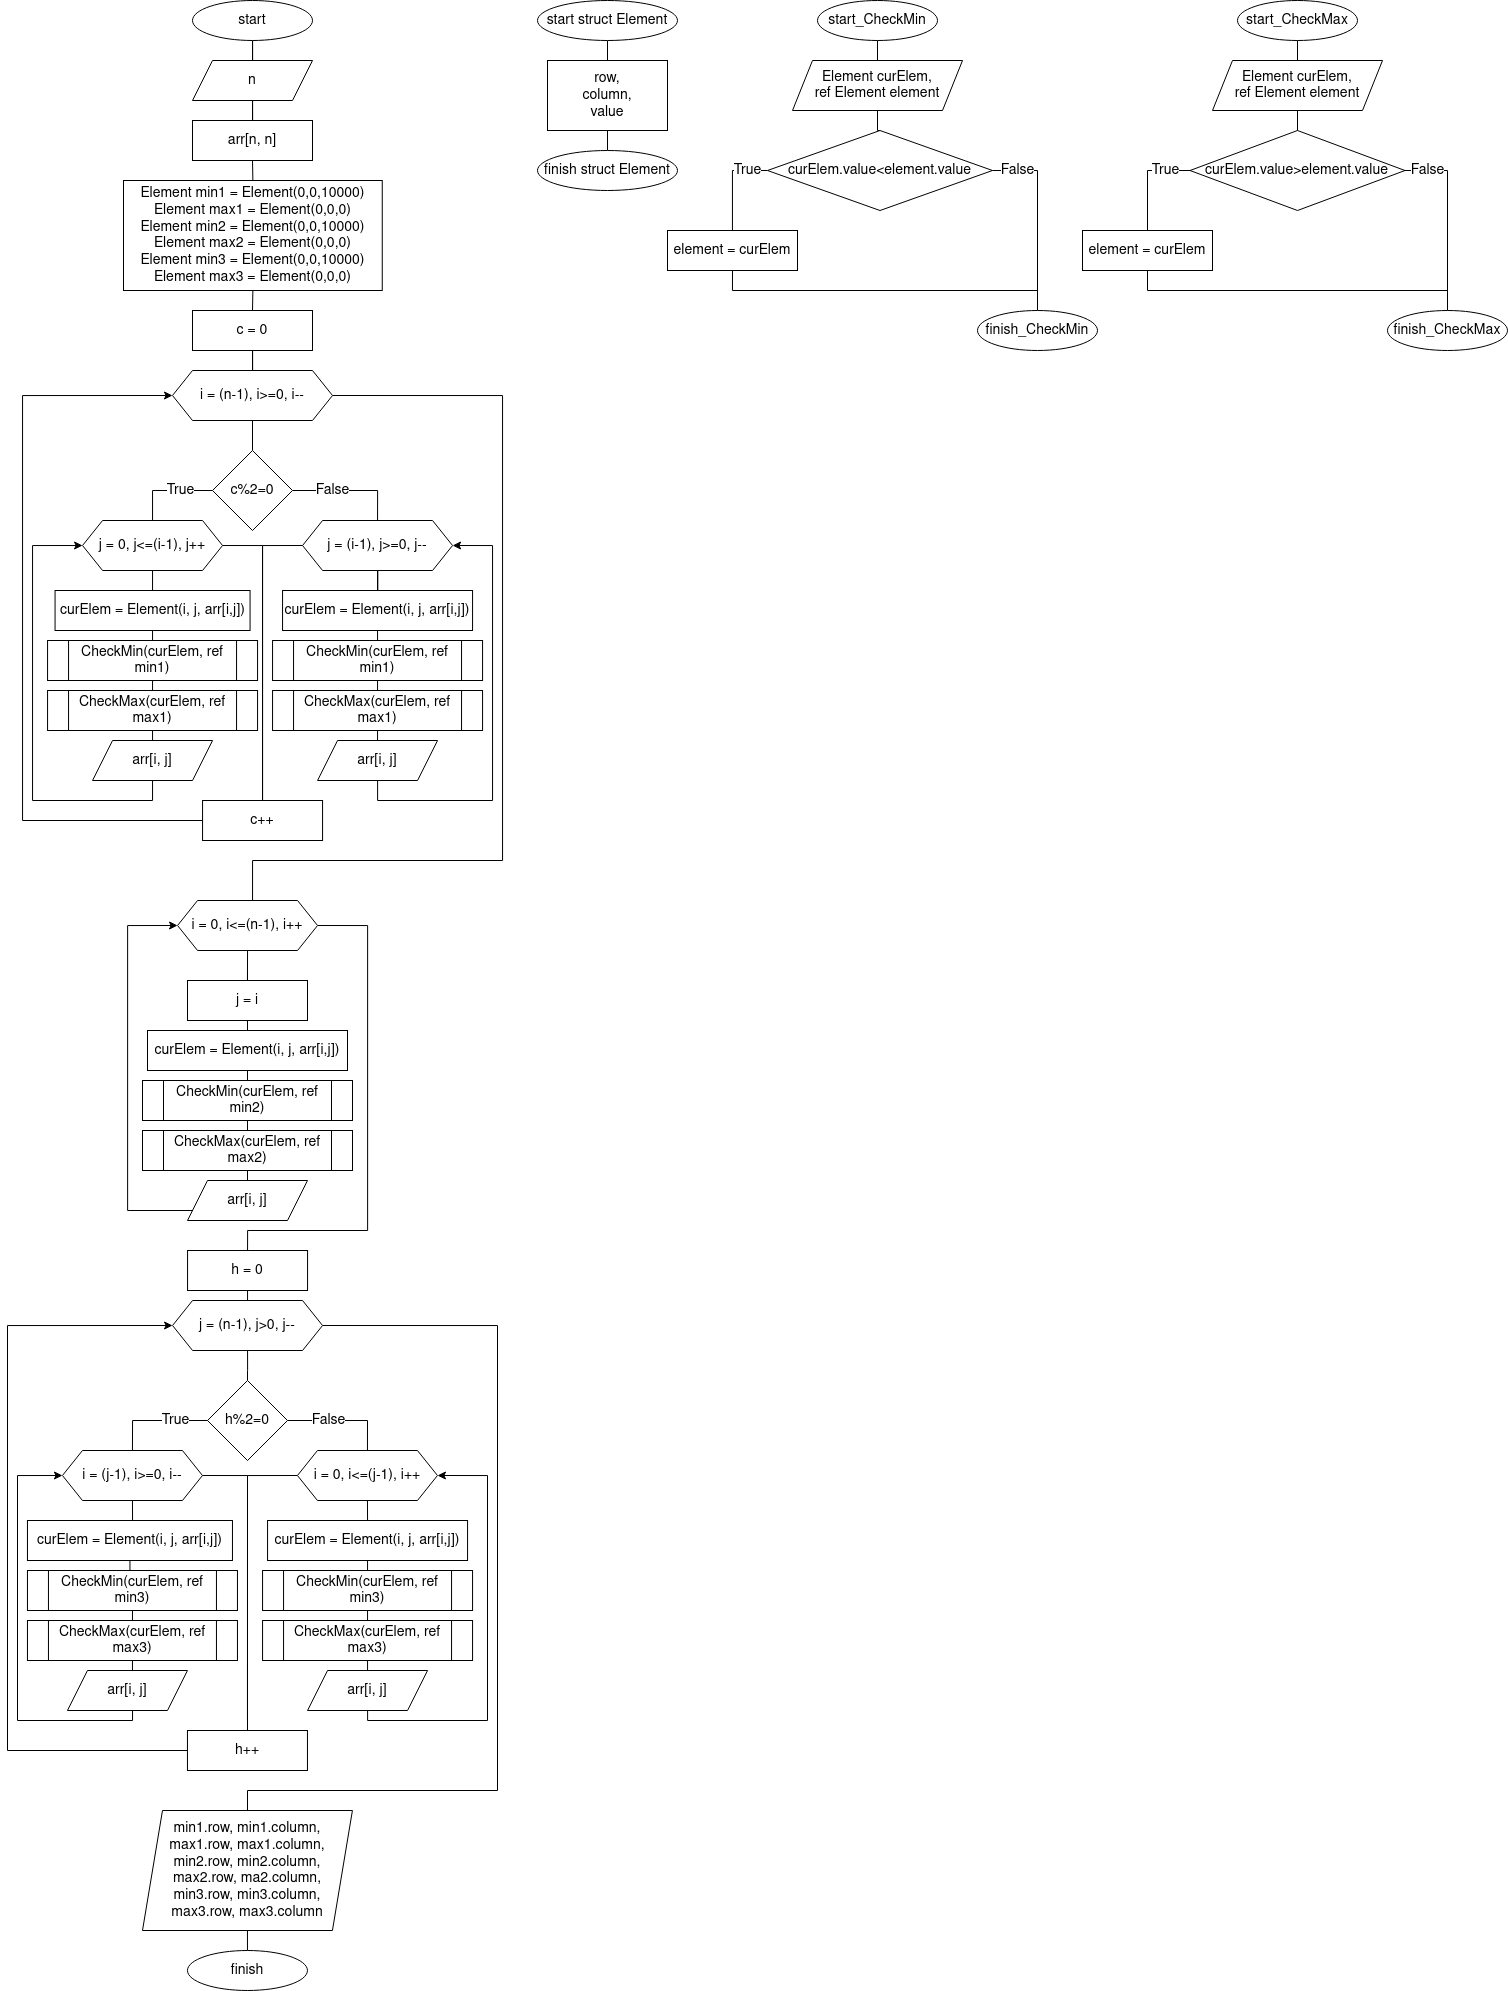 start
n
arr[n, n]
Element min1 = Element(0,0,10000)
Element max1 = Element(0,0,0)
Element min2 = Element(0,0,10000)
Element max2 = Element(0,0,0)
Element min3 = Element(0,0,10000)
Element max3 = Element(0,0,0)
c = 0
i = (n-1), i>=0, i--
c%2=0
True
False
j = 0, j<=(i-1), j++
curElem = Element(i, j, arr[i,j])
CheckMin(curElem, ref
min1)
CheckMax(curElem, ref
max1)
arr[i, j]
j = (i-1), j>=0, j--
curElem = Element(i, j, arr[i,j])
CheckMin(curElem, ref
min1)
CheckMax(curElem, ref
max1)
arr[i, j]
c++
i = 0, i<=(n-1), i++
j = i
curElem = Element(i, j, arr[i,j])
CheckMin(curElem, ref
min2)
CheckMax(curElem, ref
max2)
arr[i, j]
h = 0
j = (n-1), j>0, j--
h%2=0
True
False
i = (j-1), i>=0, i--
curElem = Element(i, j, arr[i,j])
CheckMin(curElem, ref
min3)
CheckMax(curElem, ref
max3)
arr[i, j]
i = 0, i<=(j-1), i++
curElem = Element(i, j, arr[i,j])
CheckMin(curElem, ref
min3)
CheckMax(curElem, ref
max3)
arr[i, j]
h++
min1.row, min1.column,
max1.row, max1.column,
min2.row, min2.column,
max2.row, ma2.column,
min3.row, min3.column,
max3.row, max3.column
finish
start struct Element
row,
column,
value
finish struct Element
start_CheckMin
Element curElem,
ref Element element
curElem.value<element.value
True
False
element = curElem
finish_CheckMin
start_CheckMax
Element curElem,
ref Element element
curElem.value>element.value
True
False
element = curElem
finish_CheckMax